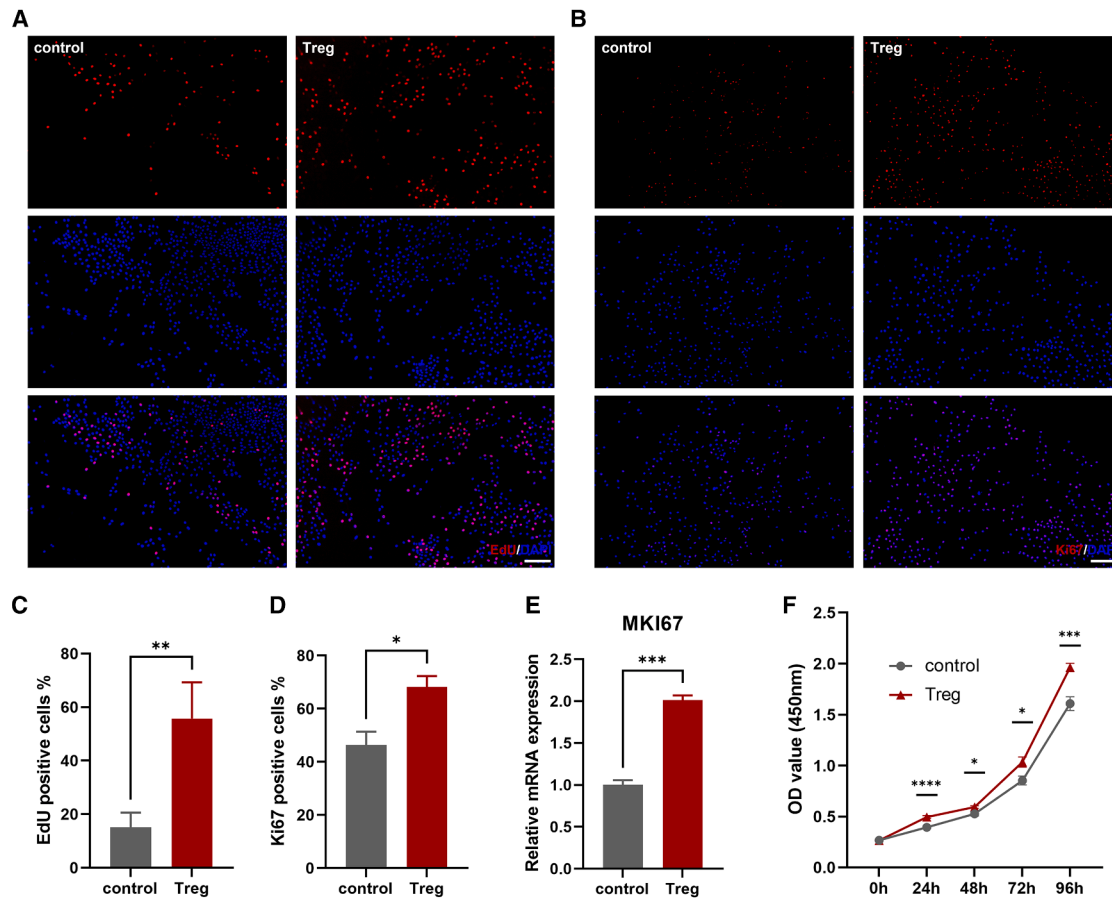 A
B
control
Treg
control
Treg
EdU/DAPI
Ki67/DAPI
C
D
E
F
MKI67
EdU positive cells %
80
60
40
20
0
**
control
Treg
Ki67 positive cells %
80
60
40
20
0
*
control
Treg
Relative mRNA expression
2.5
2.0
1.5
1.0
0.5
0.0
***
control
Treg
OD value (450nm)
2.5
2.0
1.5
1.0
0.5
0.0
control
Treg
****
*
*
***
0h
24h
48h
72h
96h